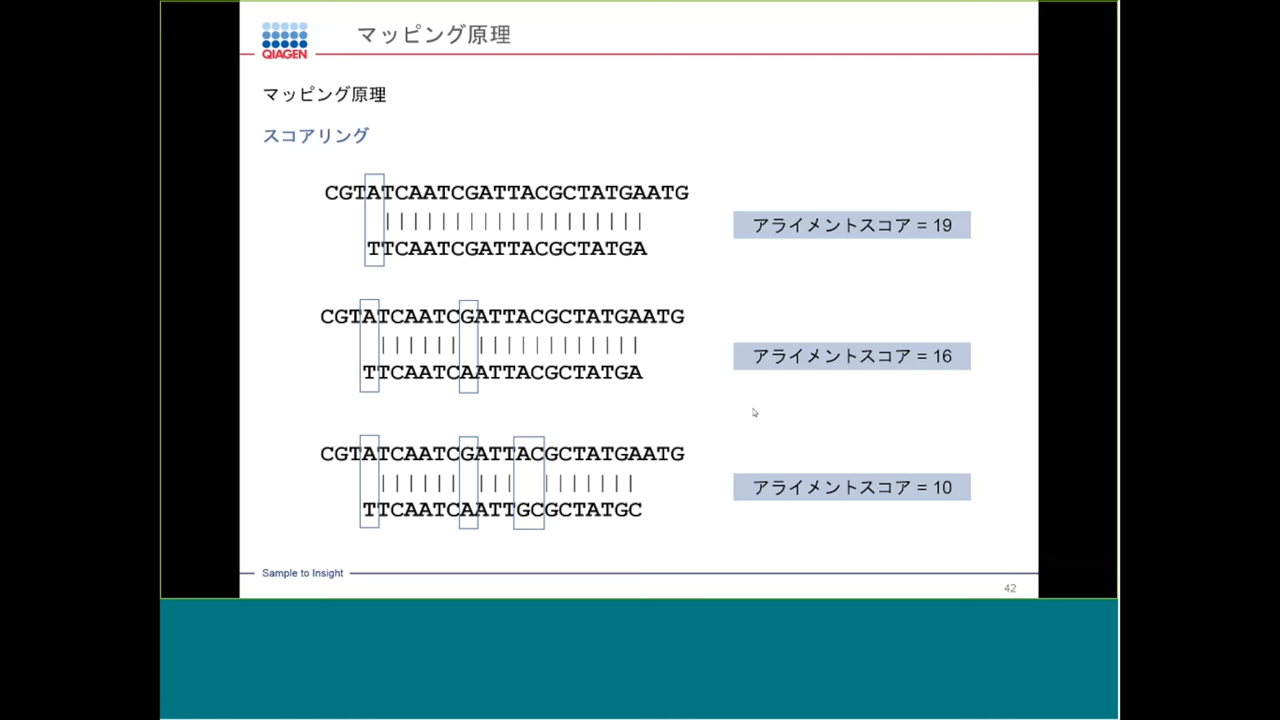 QIAGEN
マッピング原理
マッピング原理
スコアリング
CGTATCAATCGATTACGCTATGAATG
TTCAATCGATTACGCTATGA
アライメントスコア = 19
CGTATCAATCGATTACGCTATGAATG
TTCAATCAATTACGCTATGA
アライメントスコア = 16
CGTATCAATCGATTACGCTATGAATG
TTCAATCAATTGCGCTATGC
アライメントスコア = 10
Sample to Insight
42